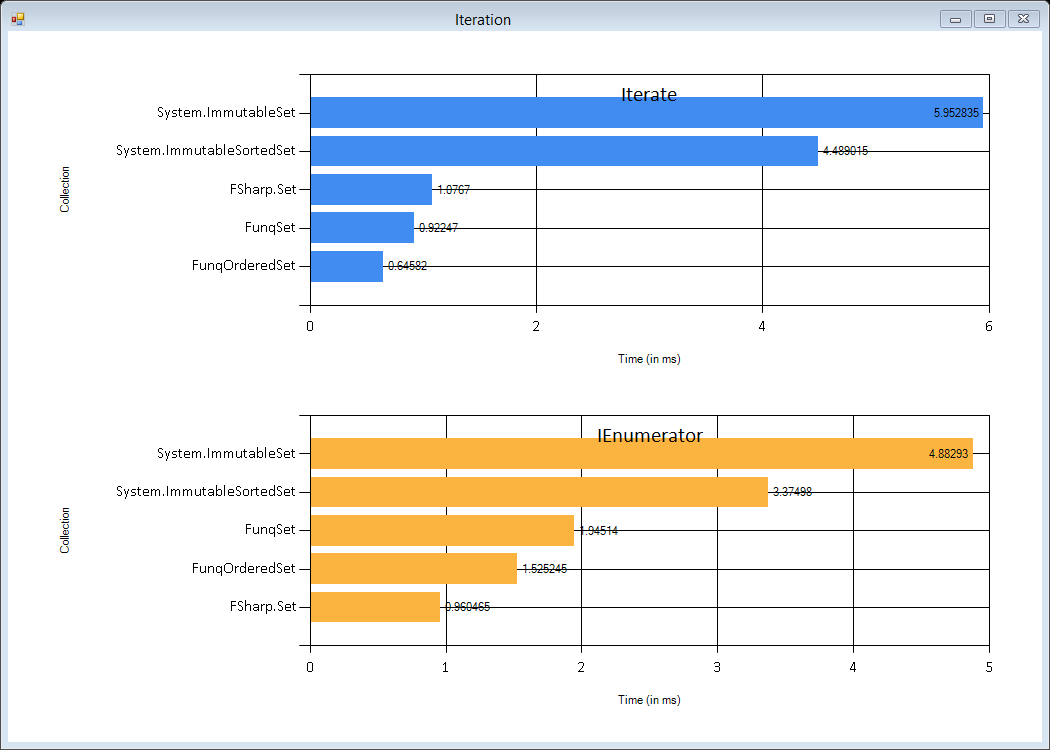 Iteration
Iterate
System.ImmutableSet 5.952835
System.ImmutableSortedSet 4.489015
FSharp.Set 1.0767
FunqSet 0.92247
FunqOrderedSet 0.64582
Collection
0 2 4 6
Time (in ms)
IEnumerator
System.ImmutableSet 4.88293
System.ImmutableSortedSet 3.37498
FunqSet 1.94514
FunqOrderedSet 1.525245
FSharp.Set 0.960465
Collection
0 1 2 3 4 5
Time (in ms)